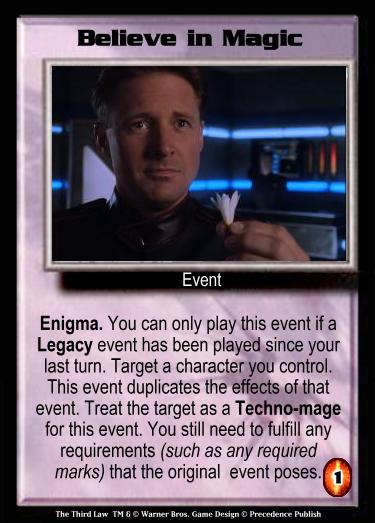 Believe in Magic
Event
Enigma. You can only play this event if a
Legacy event has been played since your
last turn. Target a character you control.
This event duplicates the effects of that
event. Treat the target as a Techno-mage
for this event. You still need to fulfill any
requirements (such as any required
marks) that the original event poses.
1
The Third Law TM & © Warner Bros. Game Design © Precedence Publish